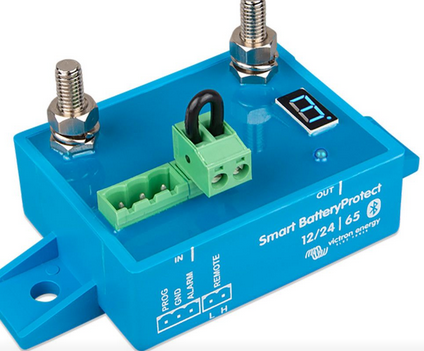 OUT
Smart BatteryProtect
12/24 | 65
victron energy
IN
PROG
GND
ALARM
REMOTE
L H